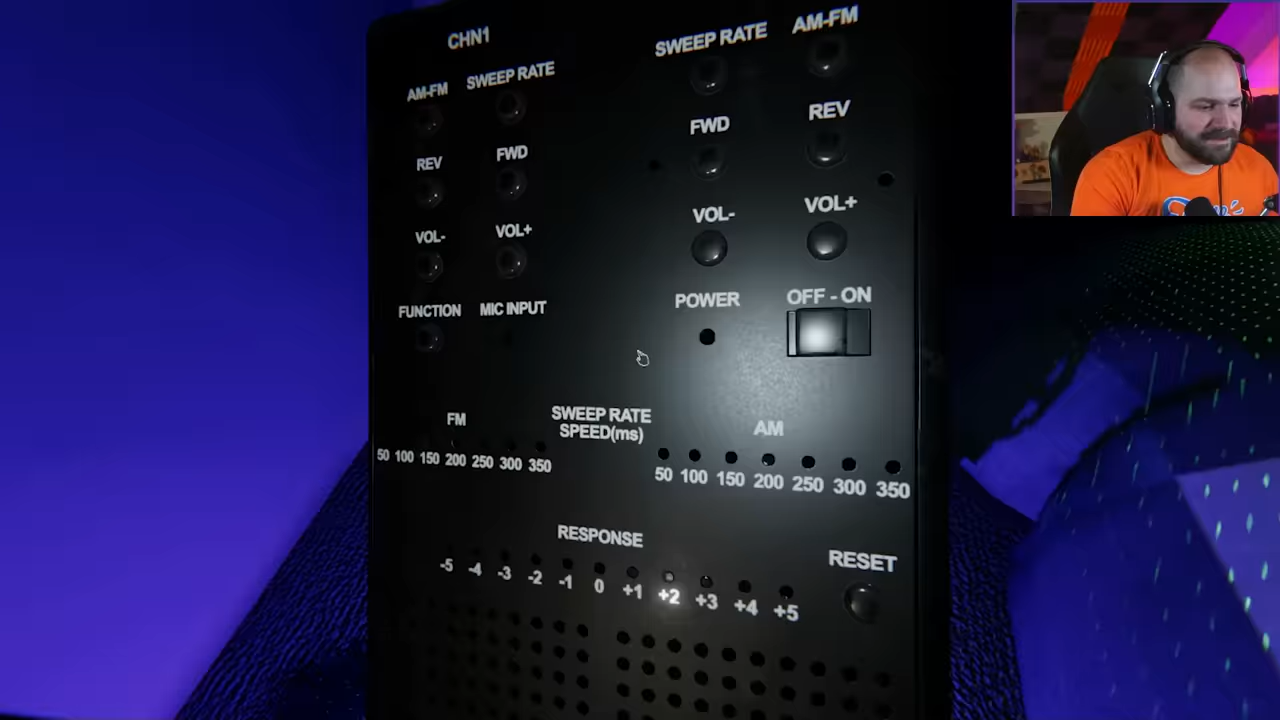 CHN1
AM-FM SWEEP RATE
REV FWD
VOL- VOL+
FUNCTION MIC INPUT
SWEEP RATE AM-FM
FWD REV
VOL- VOL+
POWER OFF - ON
FM
50 100 150 200 250 300 350
SWEEP RATE
SPEED(ms)
AM
50 100 150 200 250 300 350
RESPONSE
-5 -4 -3 -2 -1 0 +1 +2 +3 +4 +5
RESET